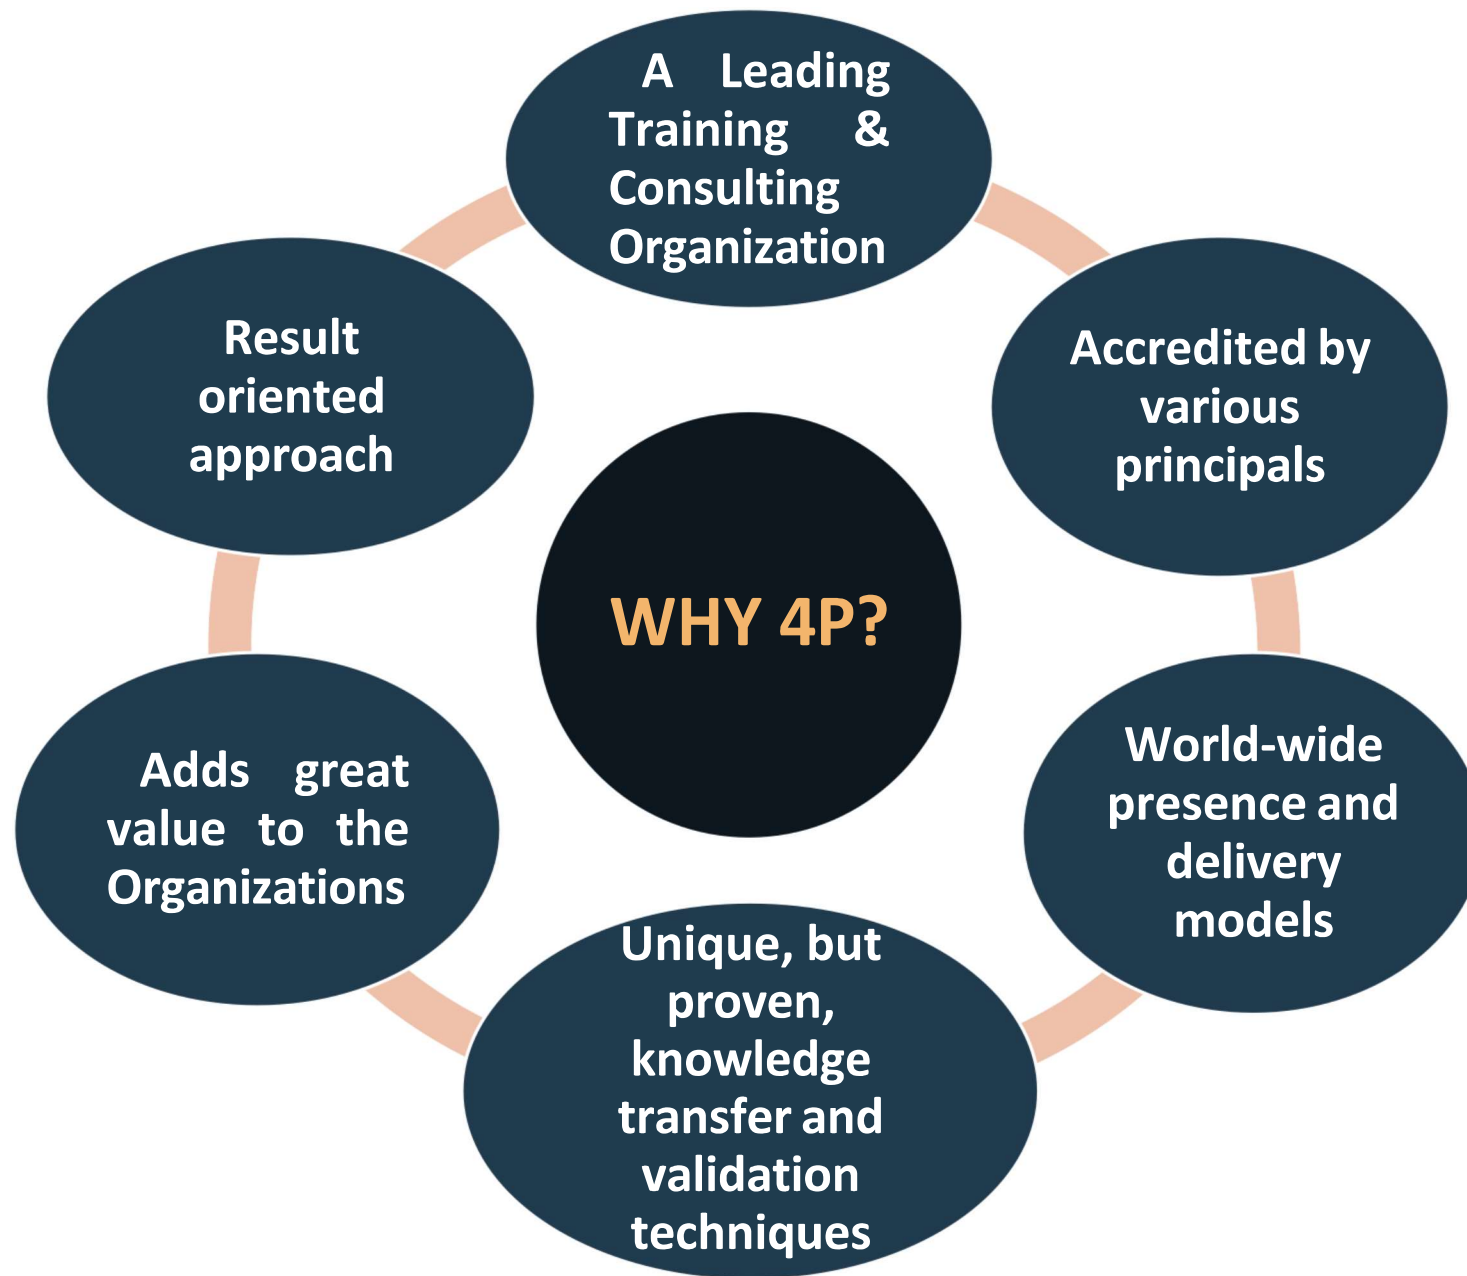 A Leading
Training &
Consulting
Organization
Result
oriented
approach
Accredited by
various
principals
WHY 4P?
Adds great
value to the
Organizations
World-wide
presence and
delivery
models
Unique, but
proven,
knowledge
transfer and
validation
techniques